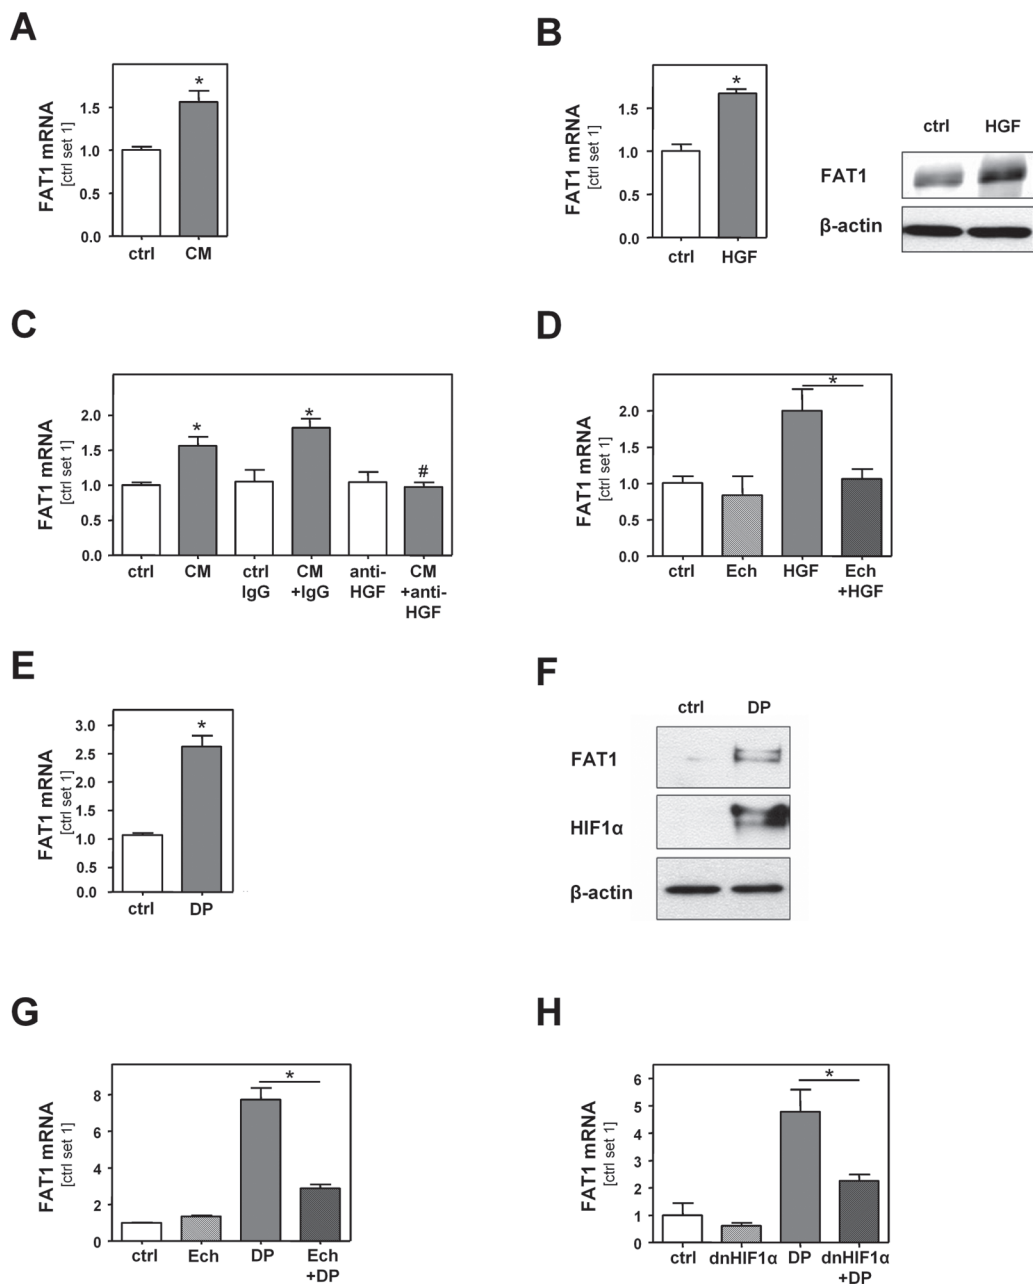 A
FAT1 mRNA
[ctrl set 1]
*
1.5
1.0
0.5
0.0
ctrl CM
B
FAT1 mRNA
[ctrl set 1]
*
1.5
1.0
0.5
0.0
ctrl HGF
ctrl HGF
FAT1
β-actin
C
FAT1 mRNA
[ctrl set 1]
2.0
1.5
1.0
0.5
0.0
* * #
ctrl CM ctrl CM anti- CM
IgG +IgG HGF +anti-
HGF
D
FAT1 mRNA
[ctrl set 1]
*
2.0
1.5
1.0
0.5
0.0
ctrl Ech HGF Ech
+HGF
E
FAT1 mRNA
[ctrl set 1]
*
3.0
2.5
2.0
1.5
1.0
0.5
0.0
ctrl DP
F
ctrl DP
FAT1
HIF1α
β-actin
G
FAT1 mRNA
[ctrl set 1]
*
8
6
4
2
0
ctrl Ech DP Ech
+DP
H
FAT1 mRNA
[ctrl set 1]
*
6
5
4
3
2
1
0
ctrl dnHIF1α DP dnHIF1α
+DP